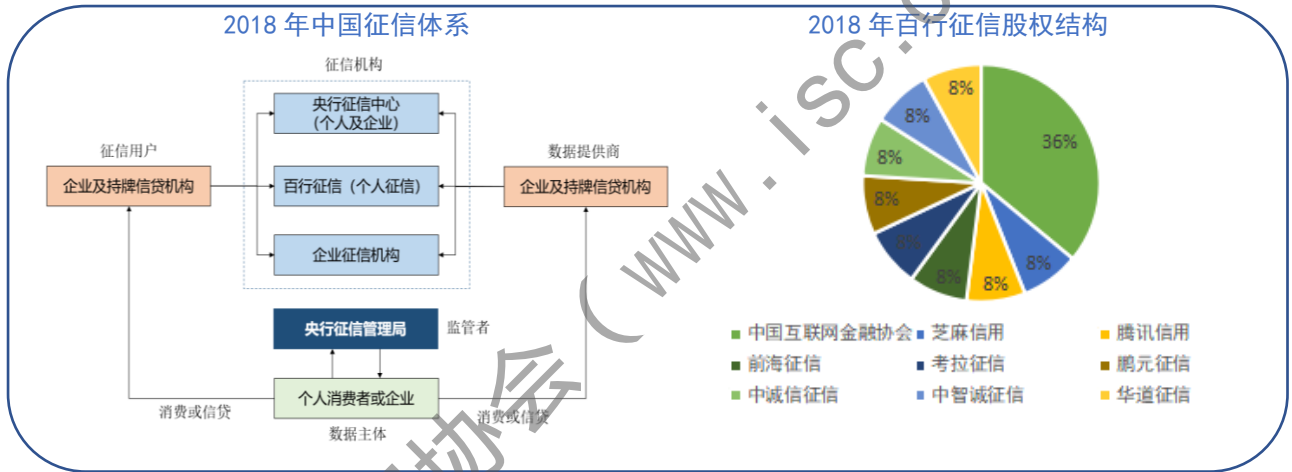 2018 年中国征信体系
征信机构
央行征信中心
（个人及企业）
征信用户
企业及持牌信贷机构
百行征信（个人征信）
数据提供商
企业及持牌信贷机构
企业征信机构
央行征信管理局
监管者
个人消费者或企业
消费或信贷
消费或信贷
数据主体
2018 年百行征信股权结构
36%
8%
8%
8%
8%
8%
8%
8%
8%
中国互联网金融协会
芝麻信用
腾讯信用
前海征信
考拉征信
鹏元征信
中诚信征信
中智诚征信
华道征信
协会（www.isc.o